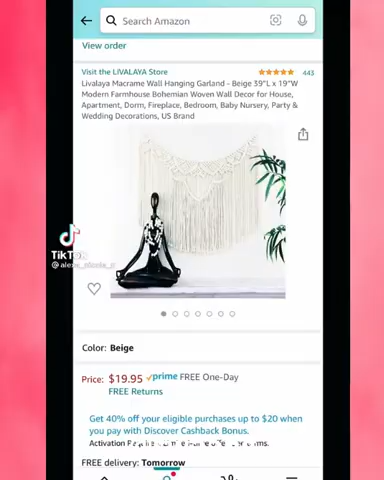 Search Amazon
View order
Visit the LIVALAYA Store
443
Livalaya Macrame Wall Hanging Garland - Beige 39"L x 19"W
Modern Farmhouse Bohemian Woven Wall Decor for House,
Apartment, Dorm, Fireplace, Bedroom, Baby Nursery, Party &
Wedding Decorations, US Brand
TikTok
Color: Beige
Price: $19.95 prime FREE One-Day
FREE Returns
Get 40% off your eligible purchases up to $20 when
you pay with Discover Cashback Bonus.
Activation
FREE delivery: Tomorrow